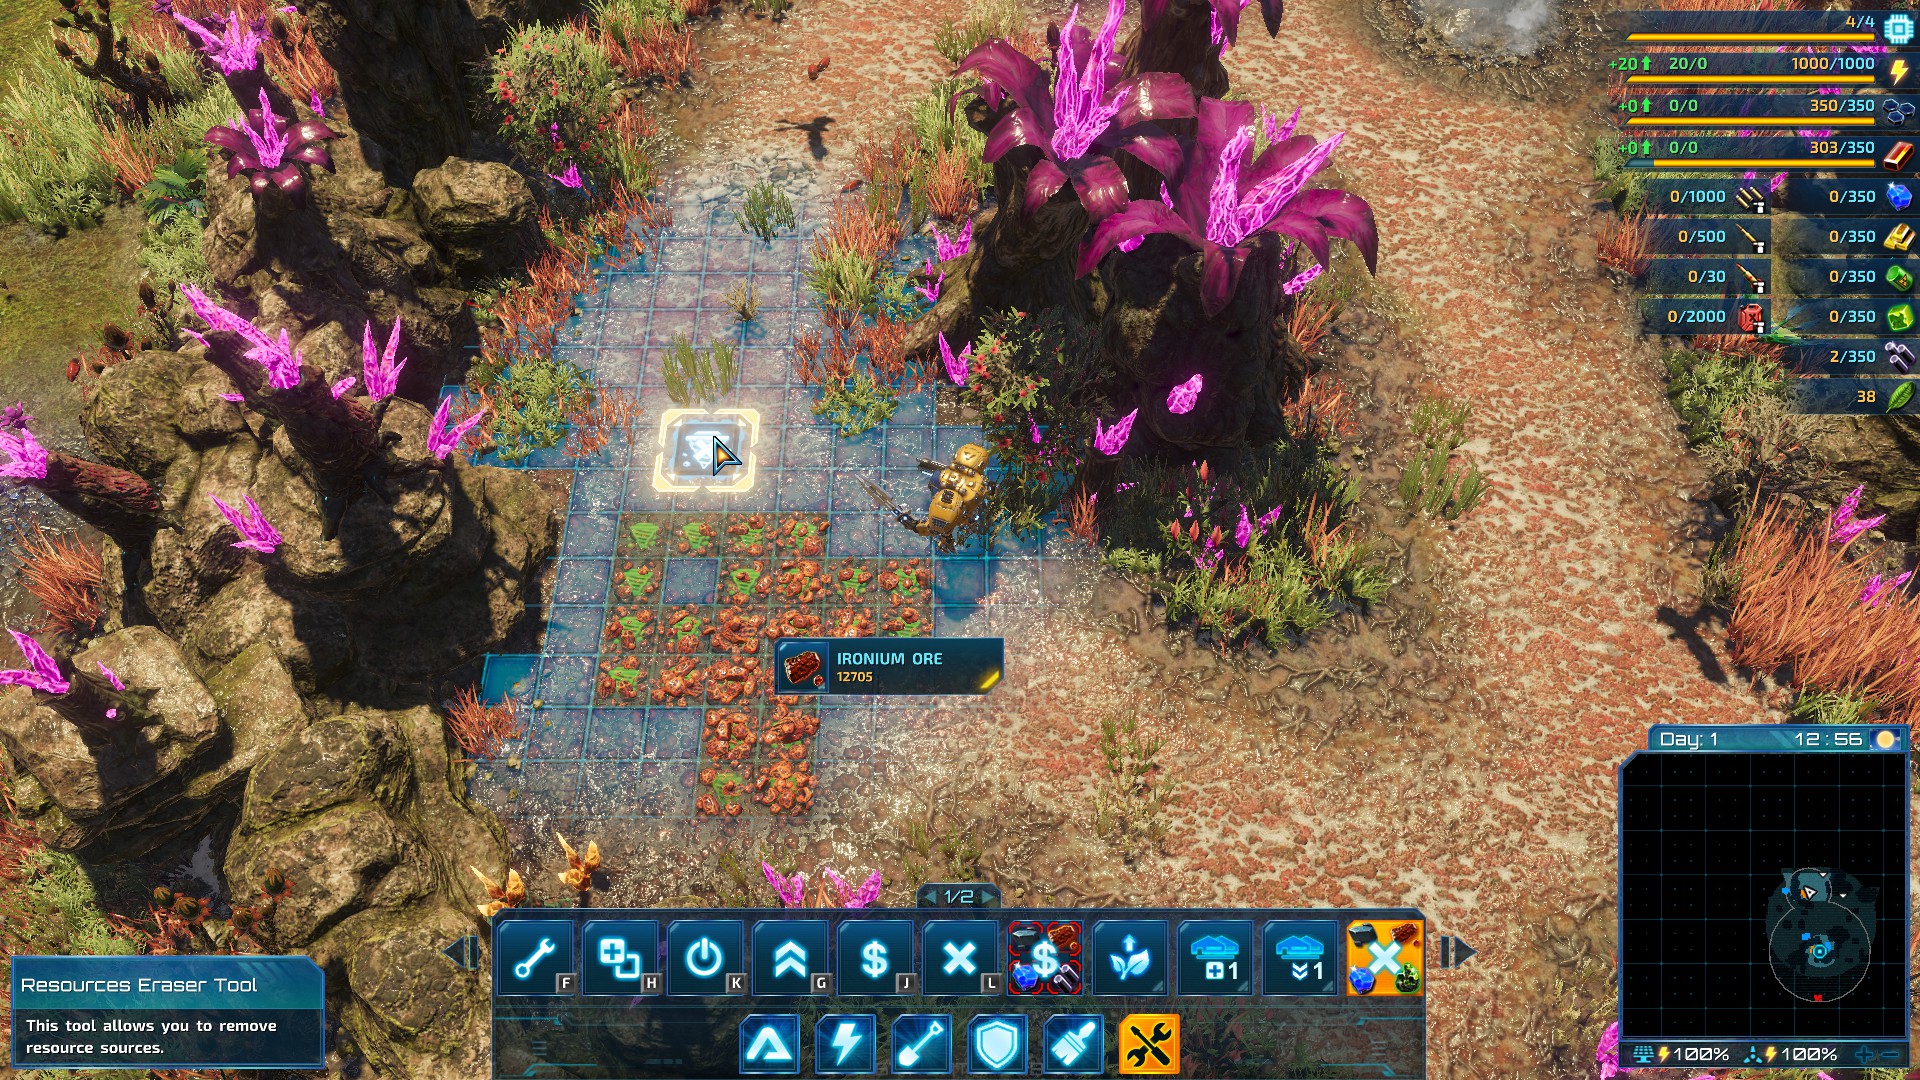 4/4
+20 20/0 1000/1000
+0 0/0 350/350
+0 0/0 303/350
0/1000 0/350
0/500 0/350
0/30 0/350
0/2000 0/350
2/350
38
IRONIUM ORE
12705
Day: 1 12:56
1/2
F H K G $ J L $ 1 1
Resources Eraser Tool
This tool allows you to remove
resource sources.
100% 100%